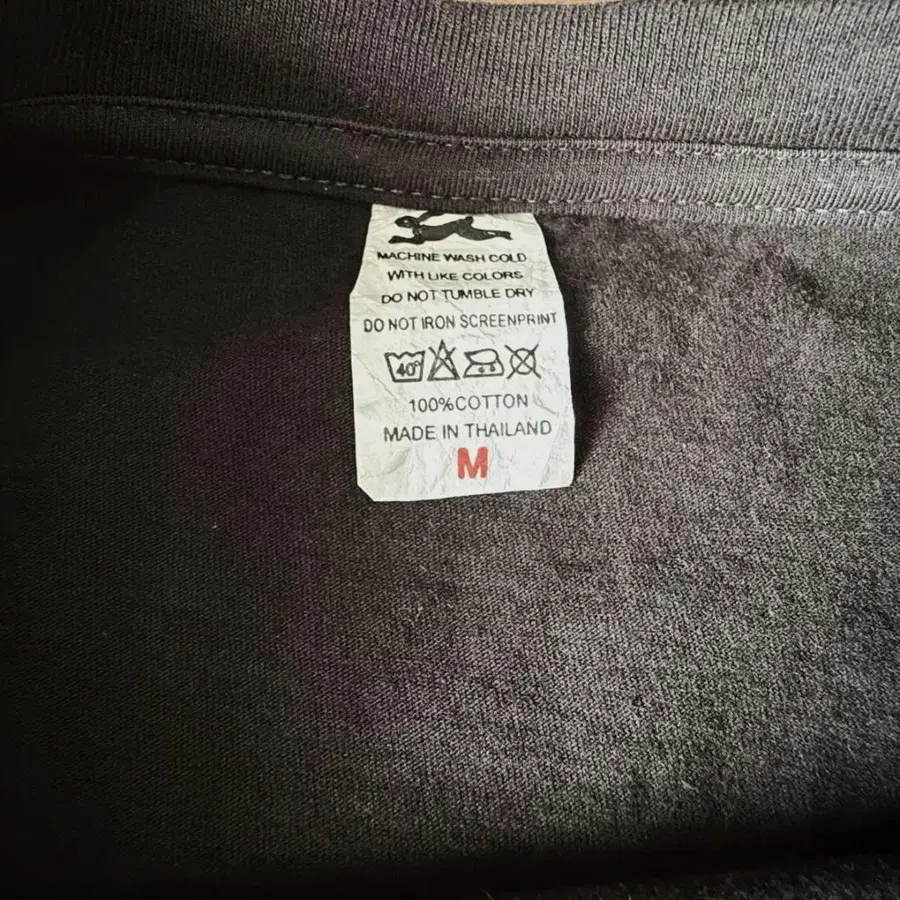 MACHINE WASH COLD
WITH LIKE COLORS
DO NOT TUMBLE DRY
DO NOT IRON SCREENPRINT
40°
100%COTTON
MADE IN THAILAND
M